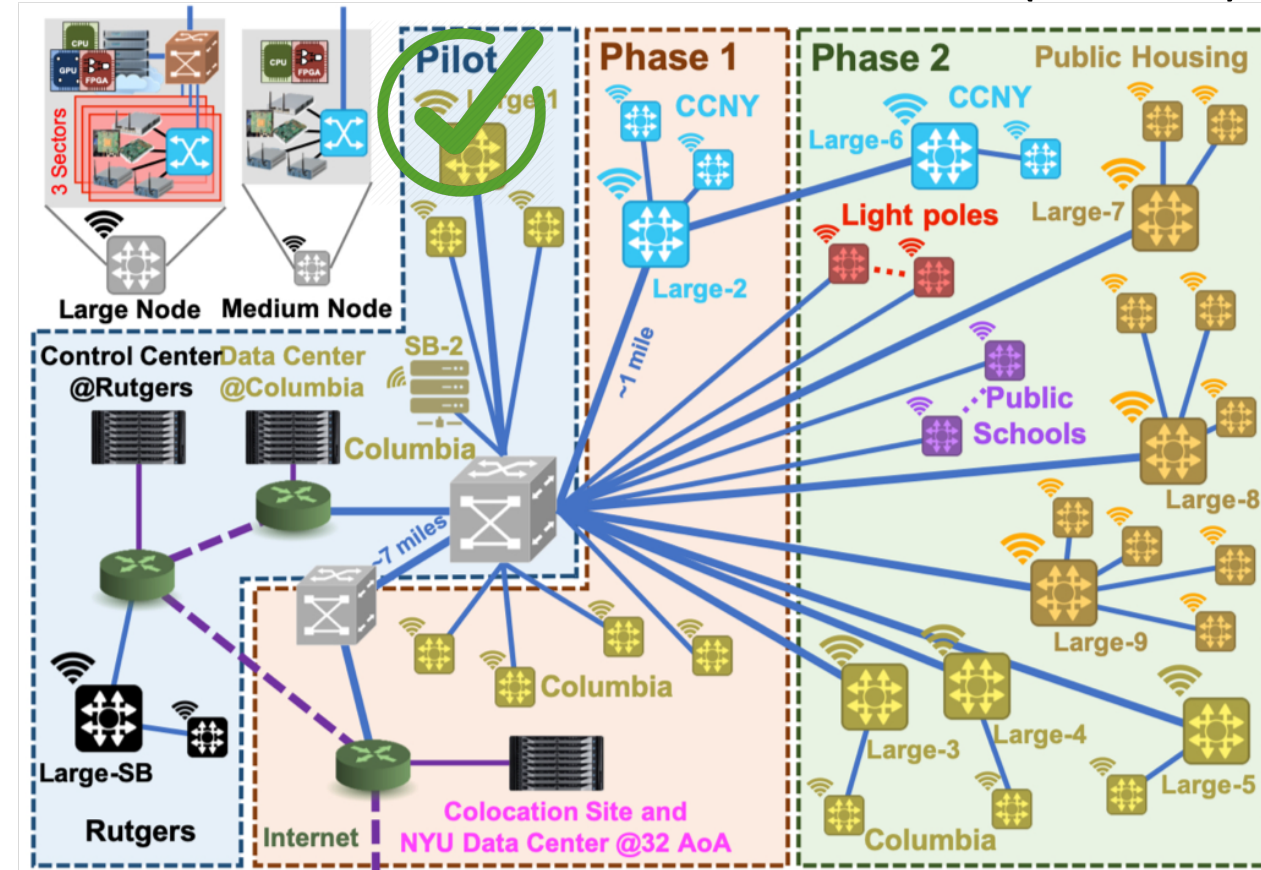 CPU
GPU
FPGA
3 Sectors
Large Node
CPU
FPGA
Medium Node
Pilot
Large-1
Phase 1
CCNY
Large-2
~1 mile
Phase 2
Public Housing
CCNY
Large-6
Light poles
Large-7
Public
Schools
Large-8
Large-9
Large-3
Large-4
Large-5
Columbia
Control Center
@Rutgers
Data Center
@Columbia
SB-2
Columbia
~7 miles
Large-SB
Rutgers
Columbia
Internet
Colocation Site and
NYU Data Center @32 AoA